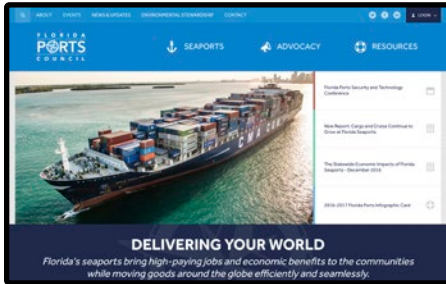 ABOUT EVENTS NEWS & UPDATES ENVIRONMENTAL STEWARDSHIP CONTACT LOGIN
FLORIDA
PORTS
COUNCIL
SEAPORTS ADVOCACY RESOURCES
Florida Ports Security and Technology
Conference
New Report: Cargo and Cruise Continue to
Grow at Florida Seaports
The Statewide Economic Impacts of Florida
Seaports - December 2016
2016-2017 Florida Ports Infographic Card
CMA CGM
DELIVERING YOUR WORLD
Florida's seaports bring high-paying jobs and economic benefits to the communities
while moving goods around the globe efficiently and seamlessly.